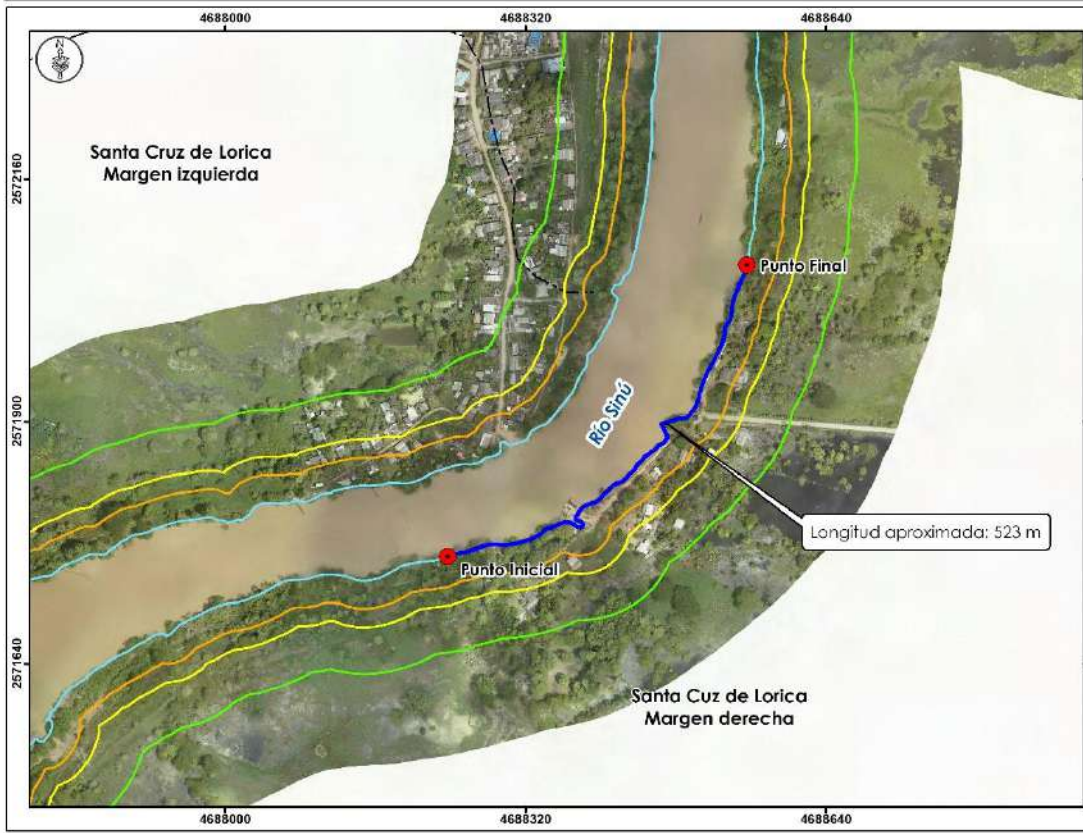 4688000
4688320
4688640
N
Santa Cruz de Lorica
Margen izquierda
2572160
2571900
2571640
Punto Final
Río Sinú
Longitud aproximada: 523 m
Punto Inicial
Santa Cuz de Lorica
Margen derecha
4688000
4688320
4688640